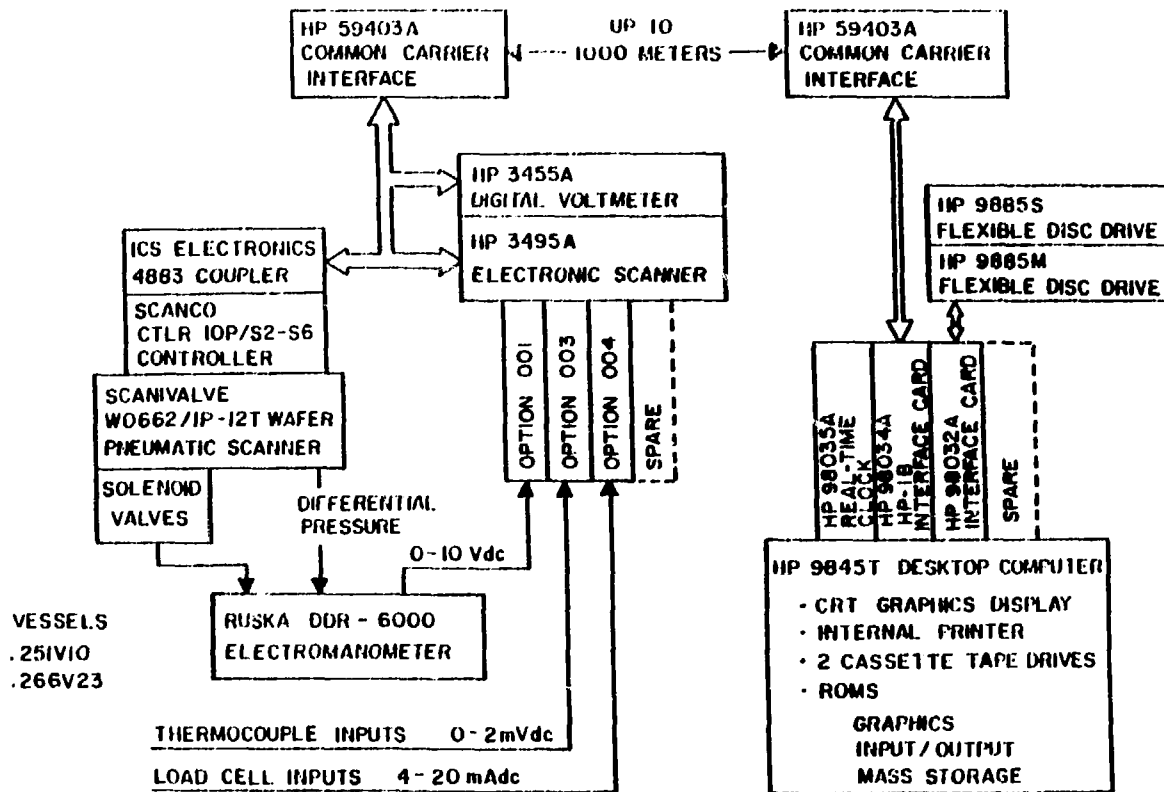 HP 59403A
COMMON CARRIER
INTERFACE
UP TO
1000 METERS
HP 59403A
COMMON CARRIER
INTERFACE
HP 3455A
DIGITAL VOLTMETER
HP 3495A
ELECTRONIC SCANNER
HP 9885S
FLEXIBLE DISC DRIVE
HP 9885M
FLEXIBLE DISC DRIVE
ICS ELECTRONICS
4883 COUPLER
SCANCO
CTLR 10P/S2-S6
CONTROLLER
SCANIVALVE
WO662/1P-12T WAFER
PNEUMATIC SCANNER
SOLENOID
VALVES
DIFFERENTIAL
PRESSURE
OPTION 001
OPTION 003
OPTION 004
SPARE
HP 98035A
REAL-TIME
CLOCK
HP 98034A
HP-IB
INTERFACE CARD
HP 98032A
INTERFACE CARD
SPARE
0-10 Vdc
RUSKA DDR-6000
ELECTROMANOMETER
VESSELS
.251V10
.266V23
THERMOCOUPLE INPUTS 0-2mVdc
LOAD CELL INPUTS 4-20 mAdc
HP 9845T DESKTOP COMPUTER
· CRT GRAPHICS DISPLAY
· INTERNAL PRINTER
· 2 CASSETTE TAPE DRIVES
· ROMS
GRAPHICS
INPUT/OUTPUT
MASS STORAGE